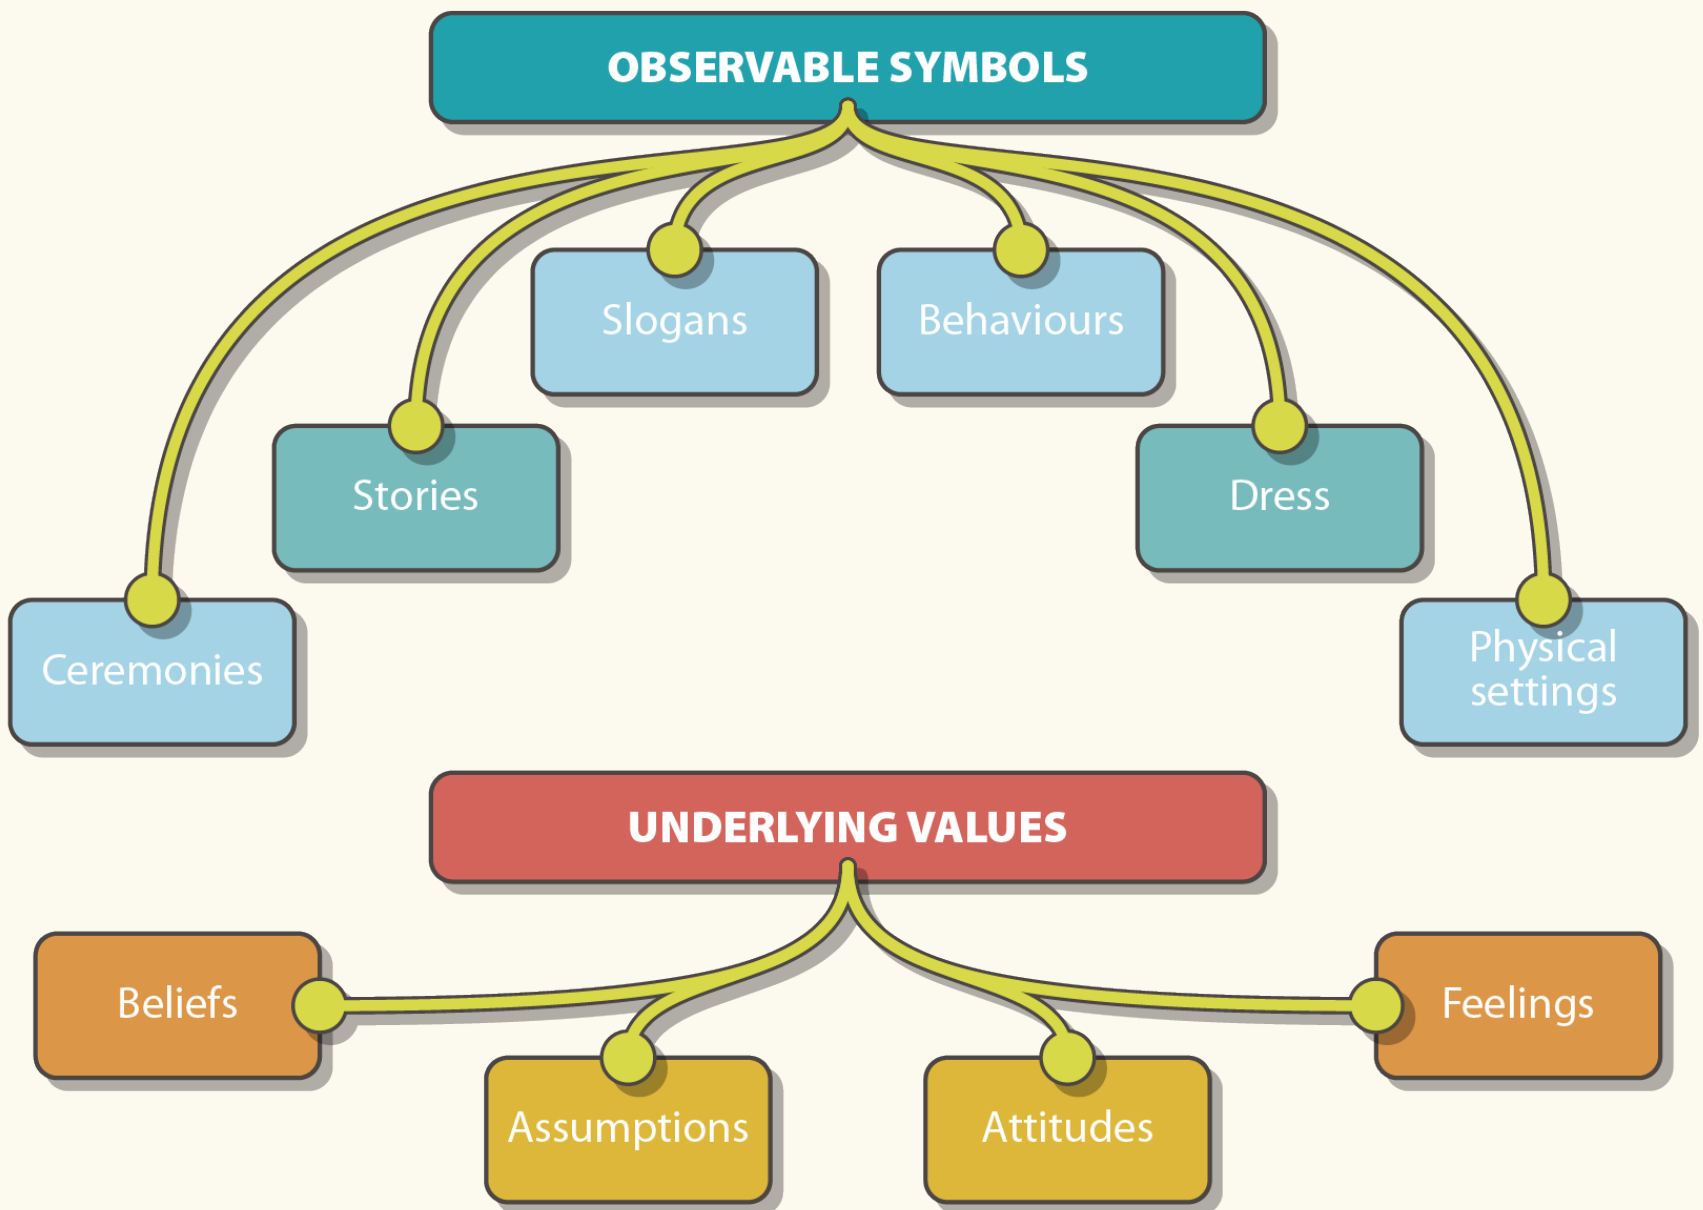 OBSERVABLE SYMBOLS
Slogans
Behaviours
Stories
Dress
Ceremonies
Physical
settings
UNDERLYING VALUES
Beliefs
Feelings
Assumptions
Attitudes